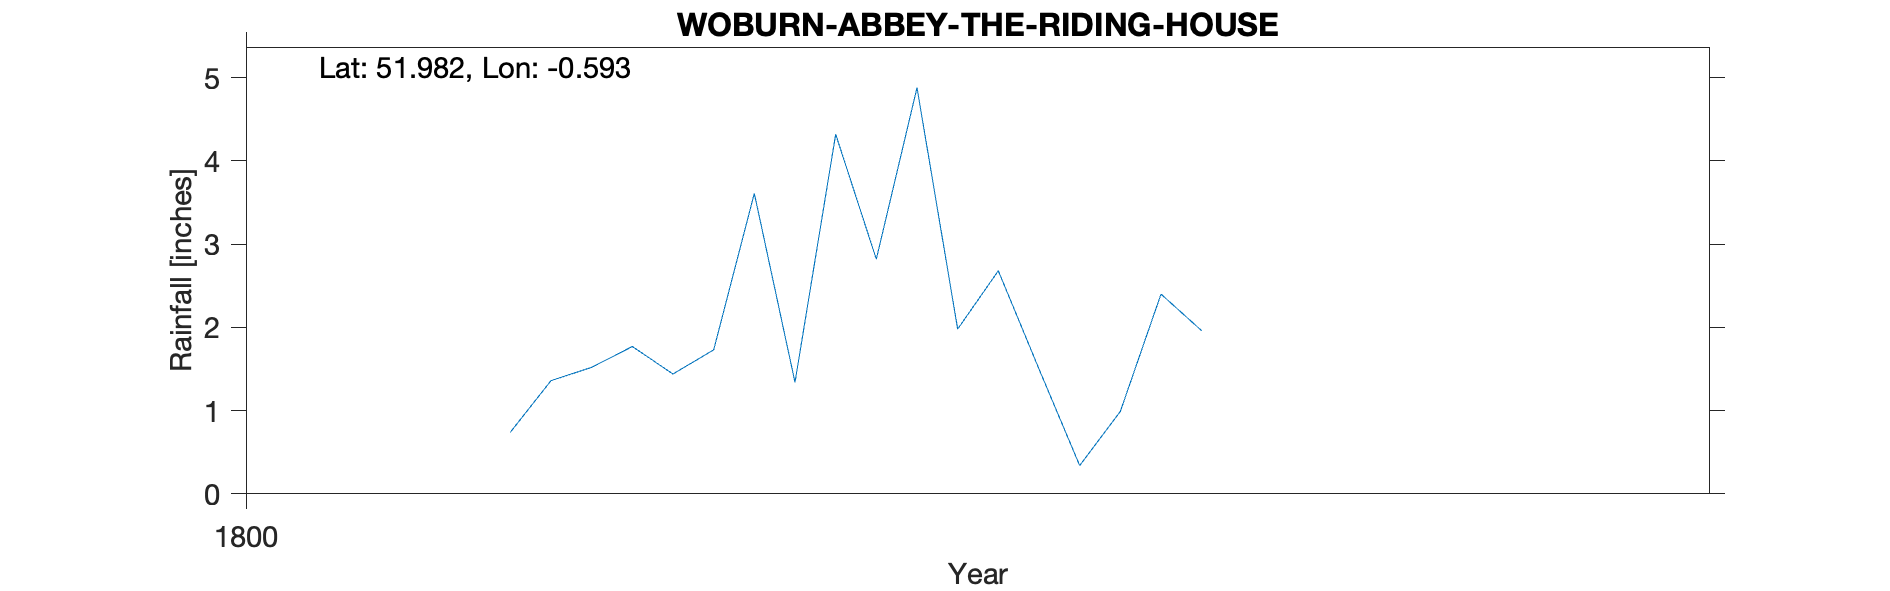 WOBURN-ABBEY-THE-RIDING-HOUSE
Lat: 51.982, Lon: -0.593
5
4
3
2
1
0
Rainfall [inches]
1800
Year